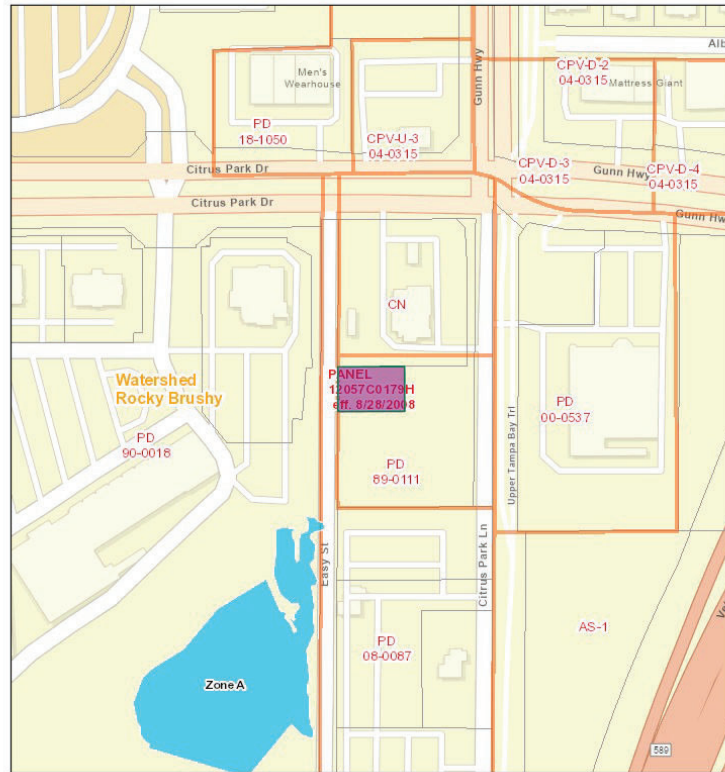 CPV-D-2
04-0315
Alb
Men's
Wearhouse
Gunn Hwy
Mattress Giant
PD
18-1050
CPV-U-3
04-0315
Citrus Park Dr
CPV-D-3
04-0315
Gunn Hwy
CPV-D-4
04-0315
Citrus Park Dr
Gunn Hw
CN
PANEL
12057C0179H
eff. 8/28/2008
Watershed
Rocky Brushy
PD
00-0537
Upper Tampa Bay Trl
PD
90-0018
PD
89-0111
Easy St
Citrus Park Ln
PD
08-0087
AS-1
Zone A
Ve
589